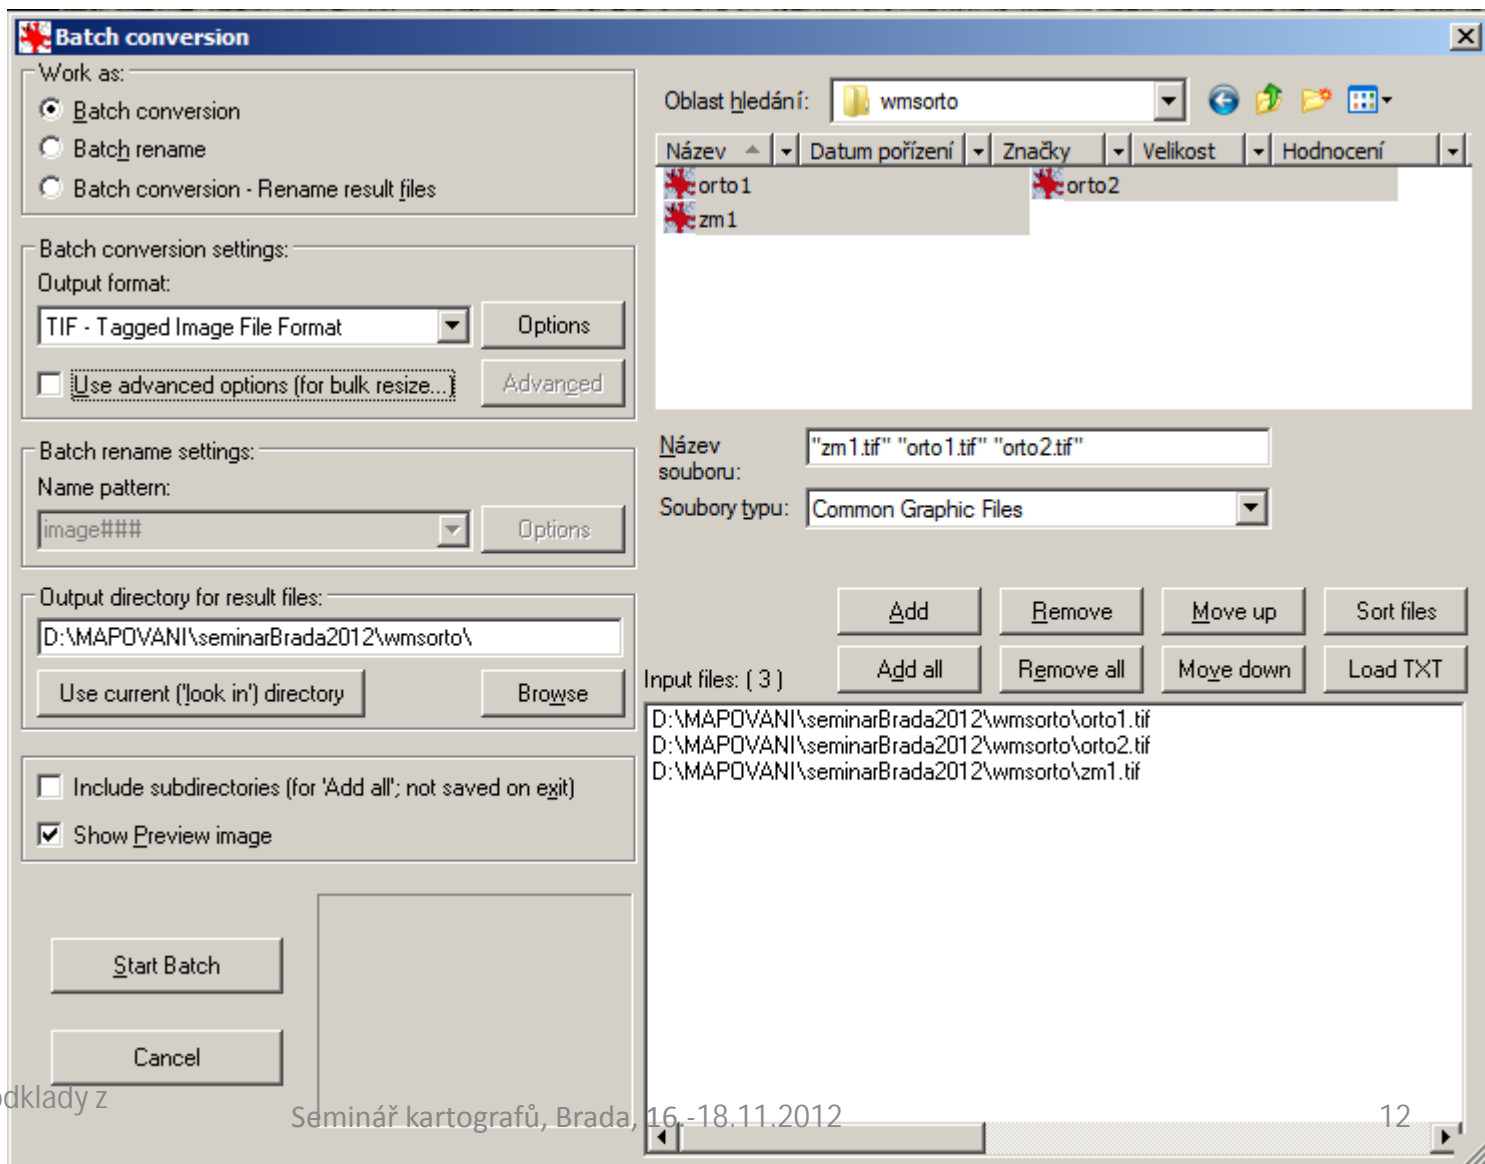 Batch conversion
Work as:
Batch conversion
Batch rename
Batch conversion - Rename result files
Batch conversion settings:
Output format:
TIF - Tagged Image File Format
Options
Use advanced options (for bulk resize...)
Advanced
Batch rename settings:
Name pattern:
image###
Options
Output directory for result files:
D:\MAPOVANI\seminarBrada2012\wmsorto\
Use current ('look in') directory
Browse
Include subdirectories (for 'Add all'; not saved on exit)
Show Preview image
Start Batch
Cancel
Oblast hledání:
wmsorto
Název
Datum pořízení
Značky
Velikost
Hodnocení
orto1
orto2
zm1
Název souboru:
"zm1.tif" "orto1.tif" "orto2.tif"
Soubory typu:
Common Graphic Files
Add
Remove
Move up
Sort files
Input files: ( 3 )
Add all
Remove all
Move down
Load TXT
D:\MAPOVANI\seminarBrada2012\wmsorto\orto1.tif
D:\MAPOVANI\seminarBrada2012\wmsorto\orto2.tif
D:\MAPOVANI\seminarBrada2012\wmsorto\zm1.tif
odklady z
Seminář kartografů, Brada, 16.-18.11.2012
12